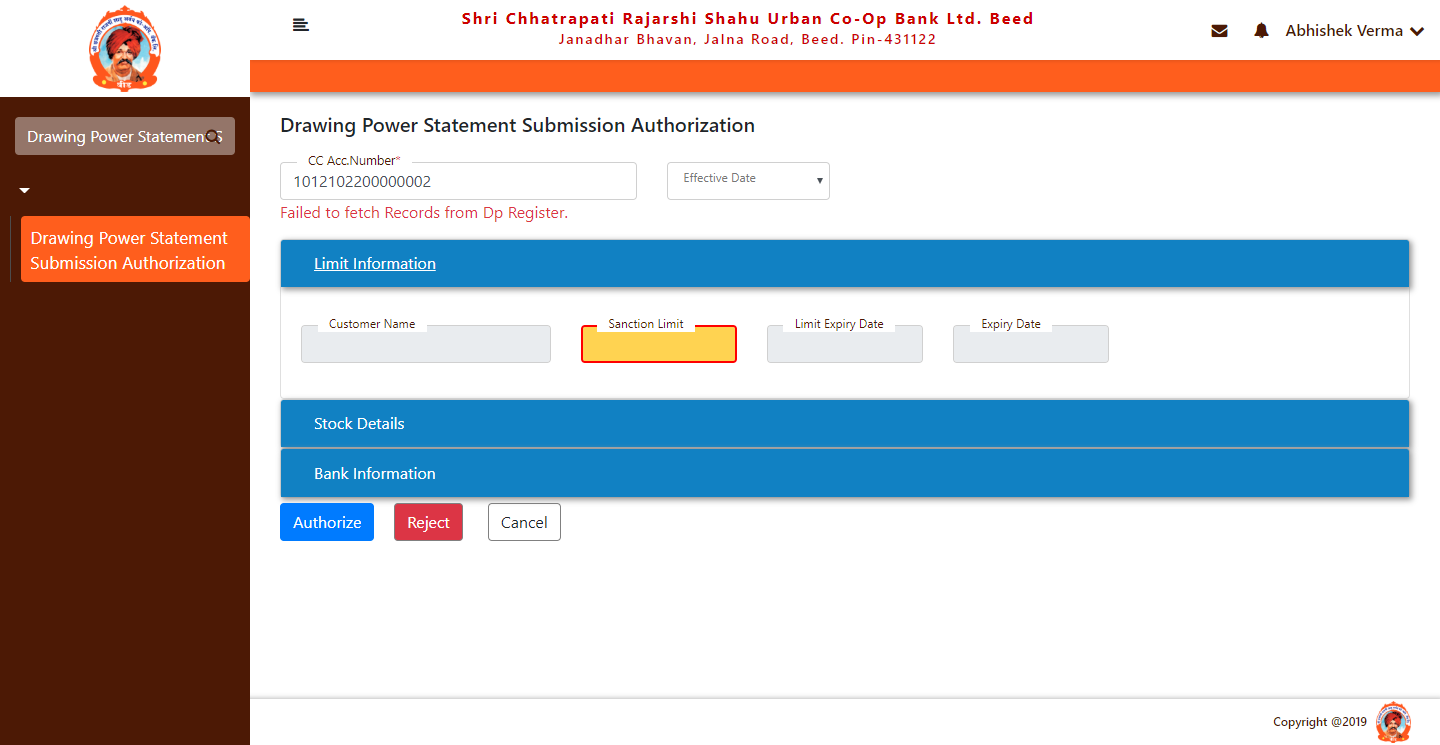 Shri Chhatrapati Rajarshi Shahu Urban Co-Op Bank Ltd. Beed
Janadhar Bhavan, Jalna Road, Beed. Pin-431122
Abhishek Verma
Drawing Power Statement
Drawing Power Statement Submission Authorization
CC Acc.Number*
1012102200000002
Effective Date
Failed to fetch Records from Dp Register.
Drawing Power Statement
Submission Authorization
Limit Information
Customer Name
Sanction Limit
Limit Expiry Date
Expiry Date
Stock Details
Bank Information
Authorize
Reject
Cancel
Copyright @2019